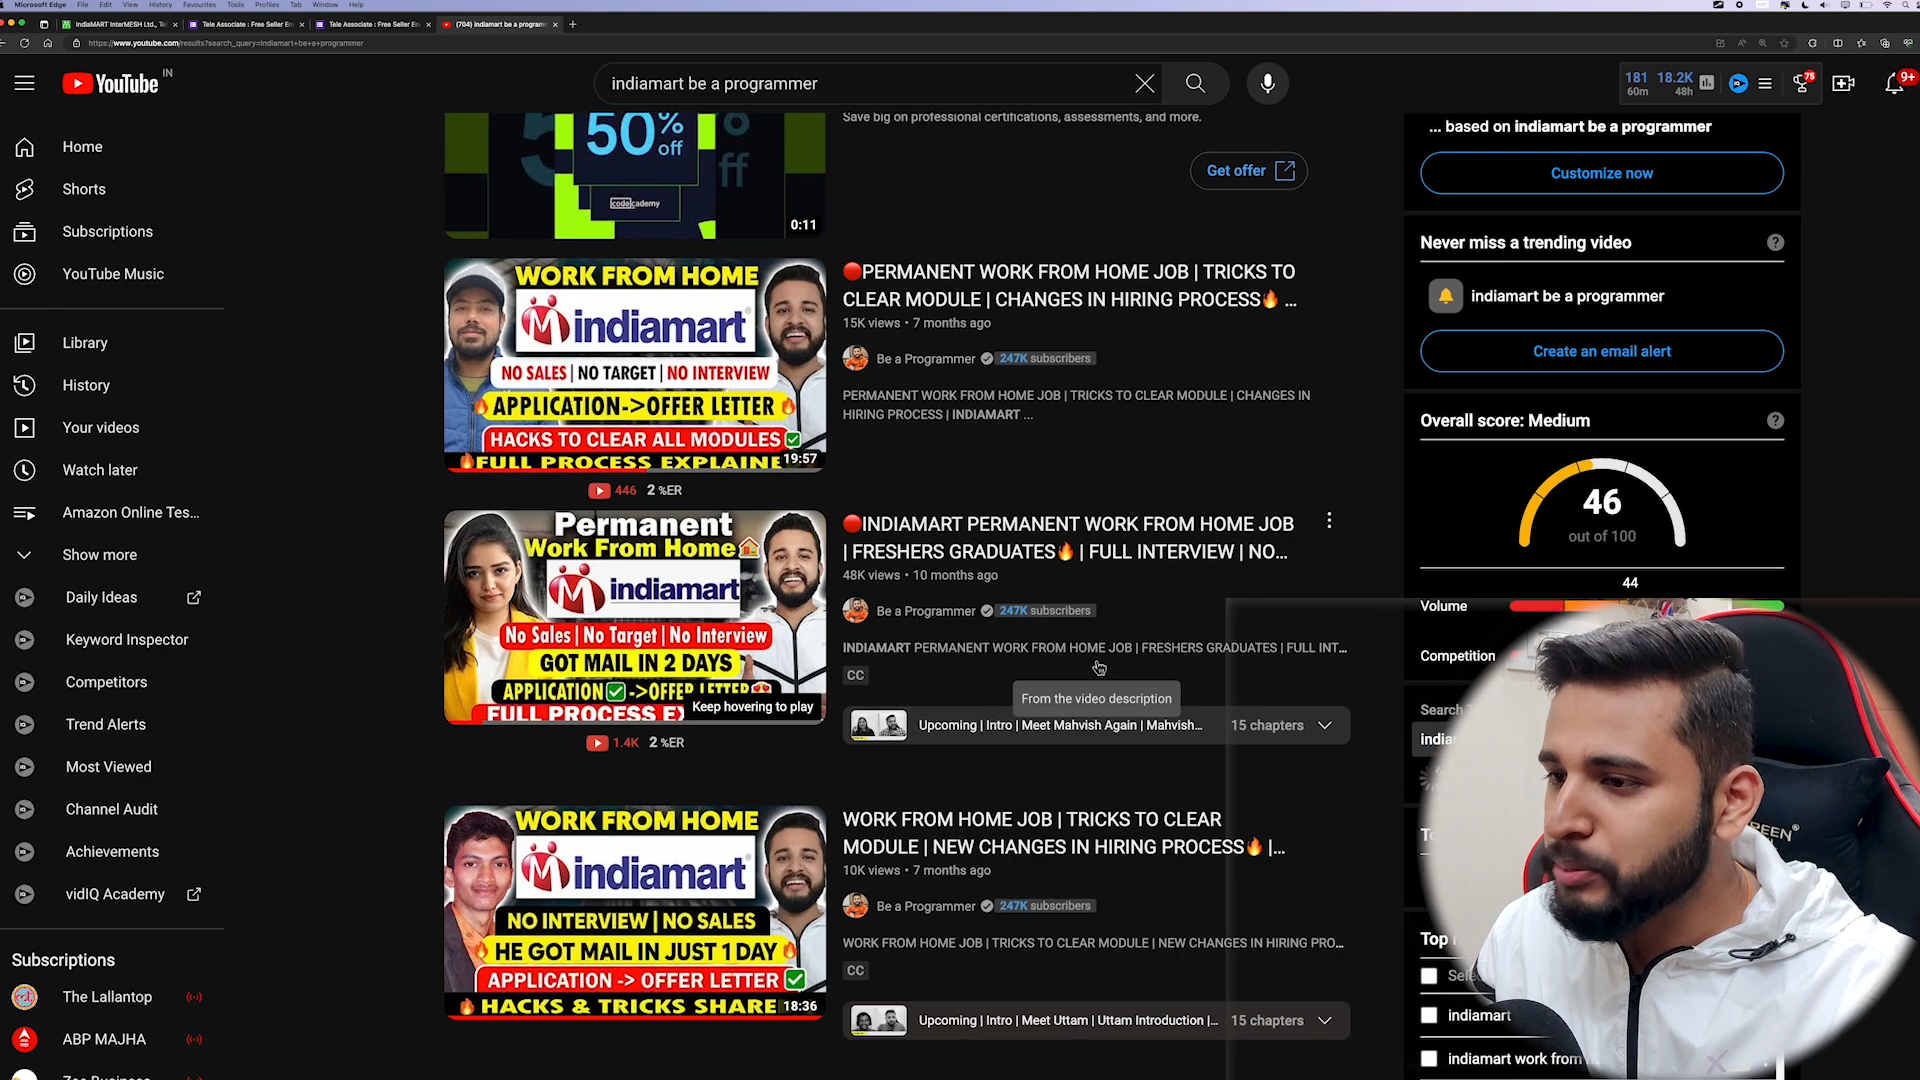 Microsoft Edge File Edit View History Favourites Tools Profiles Tab Window Help
IndiaMART InterMESH Ltd., Te
Tele Associate : Free Seller En
Tele Associate : Free Seller En
(704) indiamart be a program
https://www.youtube.com/results?search_query=indiamart+be+a+programmer
YouTube IN
indiamart be a programmer
181 18.2K
60m 48h
75
9+
Home
Shorts
Subscriptions
YouTube Music
Library
History
Your videos
Watch later
Amazon Online Tes...
Show more
Daily Ideas
Keyword Inspector
Competitors
Trend Alerts
Most Viewed
Channel Audit
Achievements
vidIQ Academy
Subscriptions
The Lallantop
ABP MAJHA
50%
off
codecademy
0:11
Save big on professional certifications, assessments, and more.
Get offer
WORK FROM HOME
indiamart
NO SALES | NO TARGET | NO INTERVIEW
🔥APPLICATION->OFFER LETTER🔥
HACKS TO CLEAR ALL MODULES✅
🔥FULL PROCESS EXPLAINE
19:57
446 2 %ER
🔴PERMANENT WORK FROM HOME JOB | TRICKS TO
CLEAR MODULE | CHANGES IN HIRING PROCESS🔥 ...
15K views • 7 months ago
Be a Programmer 247K subscribers
PERMANENT WORK FROM HOME JOB | TRICKS TO CLEAR MODULE | CHANGES IN
HIRING PROCESS | INDIAMART ...
Permanent
Work From Home🏠
indiamart
No Sales | No Target | No Interview
GOT MAIL IN 2 DAYS
APPLICATION✅->OFFER LETTER😍
FULL PROCESS EX
Keep hovering to play
1.4K 2 %ER
🔴INDIAMART PERMANENT WORK FROM HOME JOB
| FRESHERS GRADUATES🔥 | FULL INTERVIEW | NO...
48K views • 10 months ago
Be a Programmer 247K subscribers
INDIAMART PERMANENT WORK FROM HOME JOB | FRESHERS GRADUATES | FULL INT...
CC
From the video description
Upcoming | Intro | Meet Mahvish Again | Mahvish... 15 chapters
WORK FROM HOME
indiamart
NO INTERVIEW | NO SALES
🔥HE GOT MAIL IN JUST 1 DAY🔥
APPLICATION -> OFFER LETTER ✅
🔥 HACKS & TRICKS SHARE
18:36
WORK FROM HOME JOB | TRICKS TO CLEAR
MODULE | NEW CHANGES IN HIRING PROCESS🔥 |...
10K views • 7 months ago
Be a Programmer 247K subscribers
WORK FROM HOME JOB | TRICKS TO CLEAR MODULE | NEW CHANGES IN HIRING PRO...
CC
Upcoming | Intro | Meet Uttam | Uttam Introduction |... 15 chapters
... based on indiamart be a programmer
Customize now
Never miss a trending video
indiamart be a programmer
Create an email alert
Overall score: Medium
46
out of 100
44
Volume
Competition
Search
india
Top
indiamart
indiamart work from